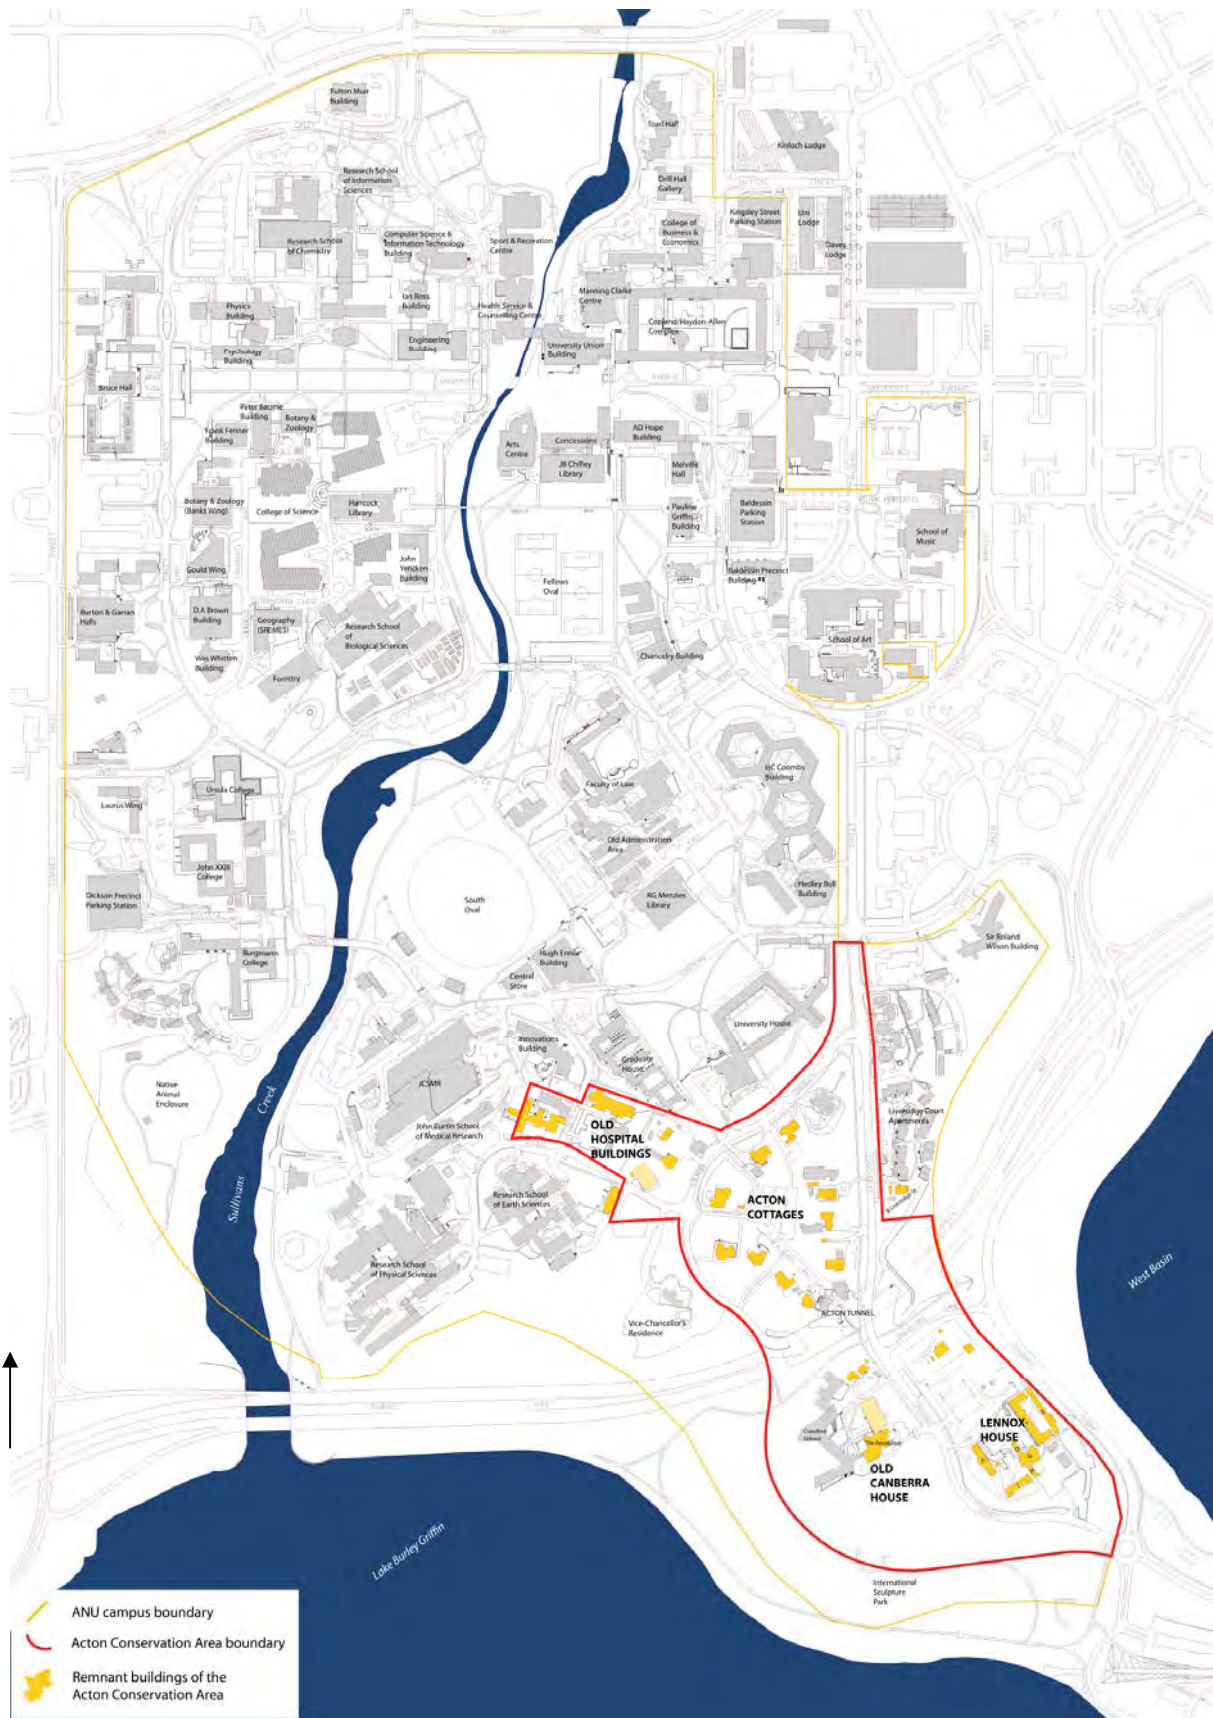 Fulton Muir
Building
Toad Hall
Kinloch Lodge
Research School
of Information
Sciences
Drill Hall
Gallery
Kingsley Street
Parking Station
Uni
Lodge
Davey
Lodge
College of
Business &
Economics
Research School
of Chemistry
Computer Science &
Information Technology
Building
Sport & Recreation
Centre
Manning Clarke
Centre
Ian Ross
Building
Health Service &
Counselling Centre
Physics
Building
Copland/Haydon-Allen
Complex
Engineering
Building
University Union
Building
Psychology
Building
Bruce Hall
UNIVERSITY
AVENUE
Peter Baume
Building
Botany &
Zoology
Frank Fenner
Building
Arts
Centre
Concessions
AD Hope
Building
JB Chifley
Library
Melville
Hall
Botany & Zoology
(Banks Wing)
College of Science
Hancock
Library
Pauline
Griffin
Building
Baldessin
Parking
Station
School of
Music
Gould Wing
John
Yencken
Building
Fellows
Oval
Baldessin Precinct
Building
Burton & Garran
Halls
D.A Brown
Building
Geography
(SREMES)
Research School
of
Biological Sciences
School of Art
Chancelry Building
Wes Whitten
Building
Forestry
HC Coombs
Building
Ursula College
Faculty of Law
Laurus Wing
Old Administration
Area
John XXIII
College
Hedley Bull
Building
Dickson Precinct
Parking Station
South
Oval
RG Menzies
Library
Sir Roland
Wilson Building
Burgmann
College
Hugh Ennor
Building
Central
Store
University House
Innovations
Building
Graduate
House
Native
Animal
Enclosure
JCSMR
Liversidge Court
Apartments
John Curtin School
of Medical Research
OLD
HOSPITAL
BUILDINGS
Sullivans
Creek
Research School
of Earth Sciences
ACTON
COTTAGES
Research School
of Physical Sciences
West Basin
Vice-Chancellor's
Residence
ACTON TUNNEL
Crawford
School
LENNOX
HOUSE
OLD
CANBERRA
HOUSE
Lake Burley Griffin
International
Sculpture
Park
ANU campus boundary
Acton Conservation Area boundary
Remnant buildings of the
Acton Conservation Area